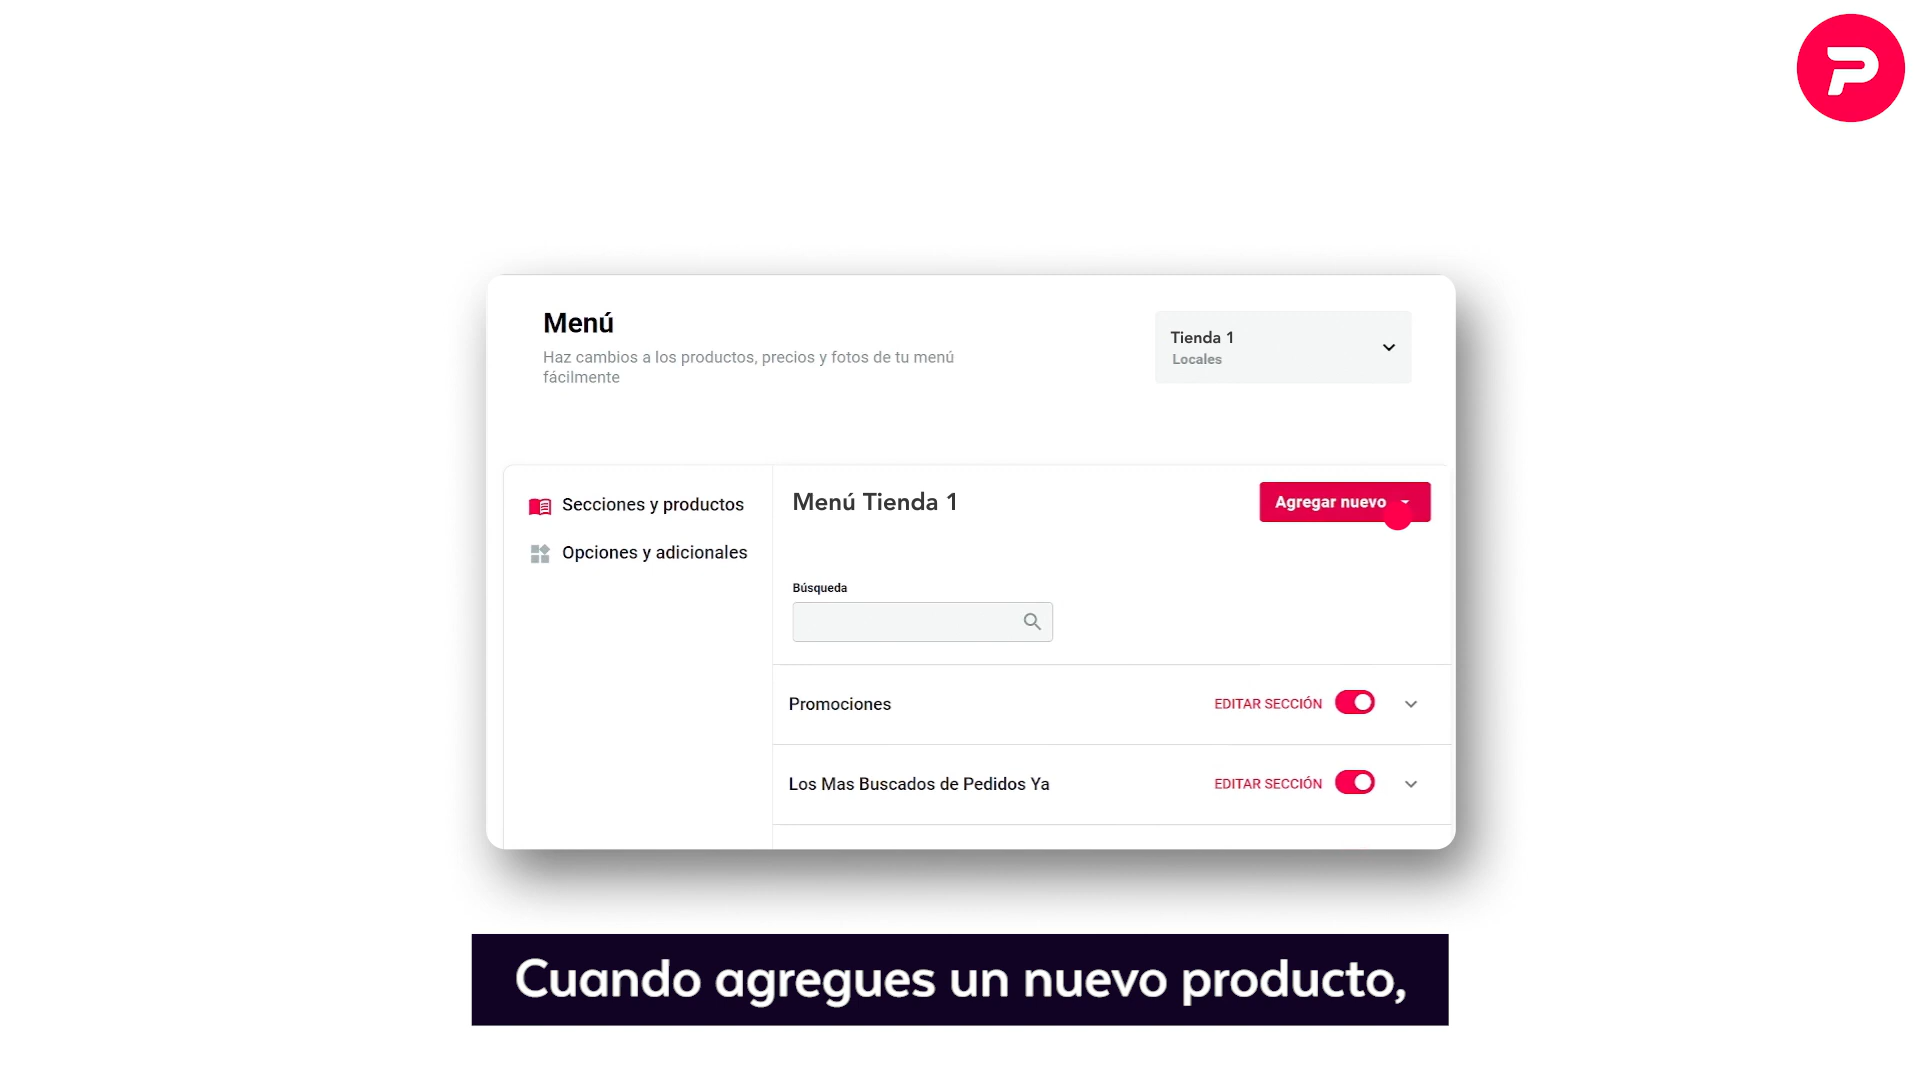 P
Menú
Haz cambios a los productos, precios y fotos de tu menú
fácilmente
Tienda 1
Locales
Secciones y productos
Opciones y adicionales
Menú Tienda 1
Agregar nuevo
Búsqueda
Promociones
EDITAR SECCIÓN
Los Mas Buscados de Pedidos Ya
EDITAR SECCIÓN
Cuando agregues un nuevo producto,